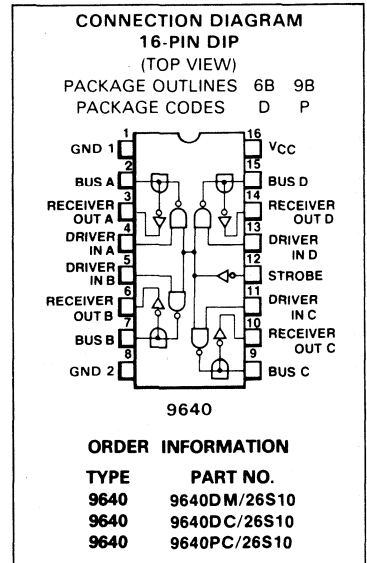 CONNECTION DIAGRAM
16-PIN DIP
(TOP VIEW)
PACKAGE OUTLINES 6B 9B
PACKAGE CODES D P
1 GND 1
2 BUS A
3 RECEIVER OUT A
4 DRIVER IN A
5 DRIVER IN B
6 RECEIVER OUT B
7 BUS B
8 GND 2
16 VCC
15 BUS D
14 RECEIVER OUT D
13 DRIVER IN D
12 STROBE
11 DRIVER IN C
10 RECEIVER OUT C
9 BUS C
9640
ORDER INFORMATION
TYPE PART NO.
9640 9640DM/26S10
9640 9640DC/26S10
9640 9640PC/26S10